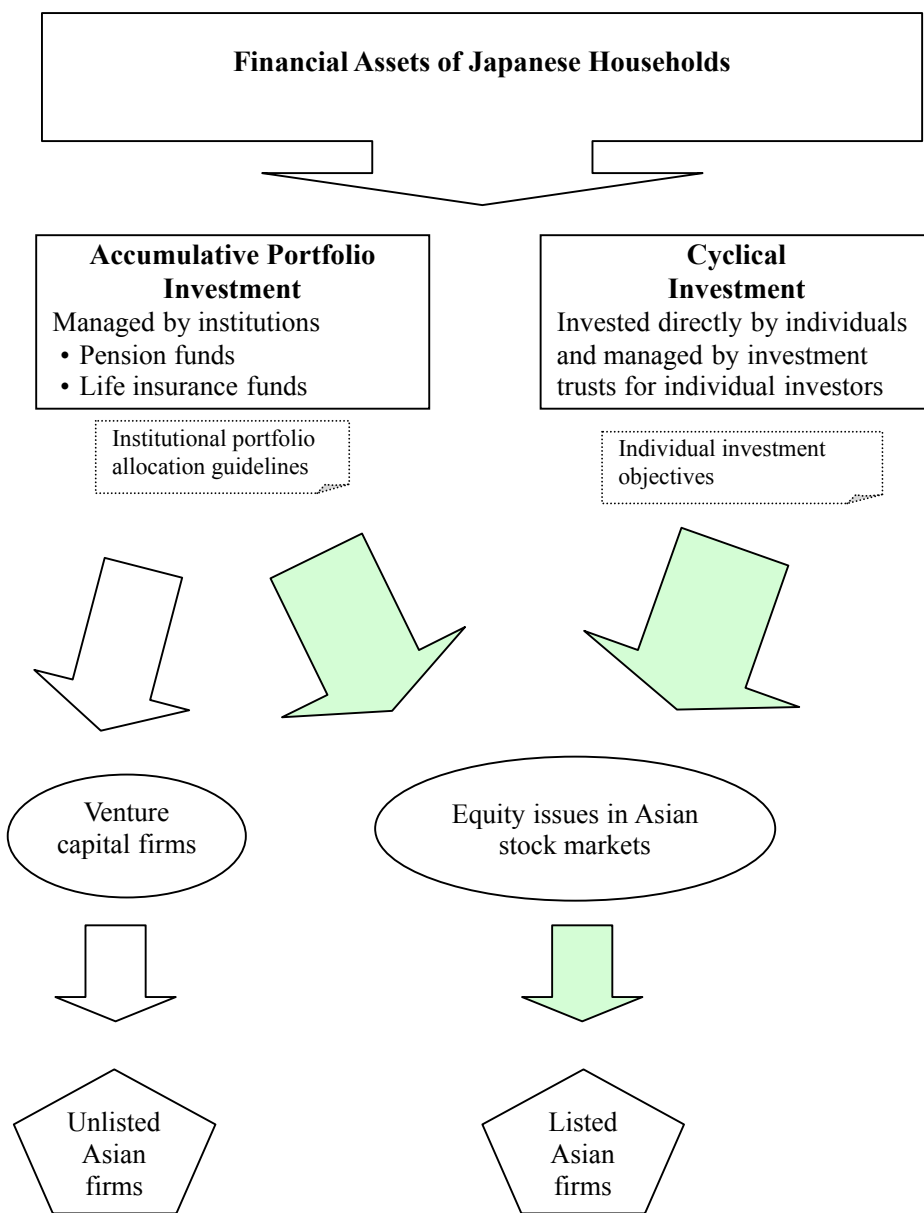 Financial Assets of Japanese Households
Accumulative Portfolio
Investment
Managed by institutions
• Pension funds
• Life insurance funds
Cyclical
Investment
Invested directly by individuals
and managed by investment
trusts for individual investors
Institutional portfolio
allocation guidelines
Individual investment
objectives
Venture
capital firms
Equity issues in Asian
stock markets
Unlisted
Asian
firms
Listed
Asian
firms